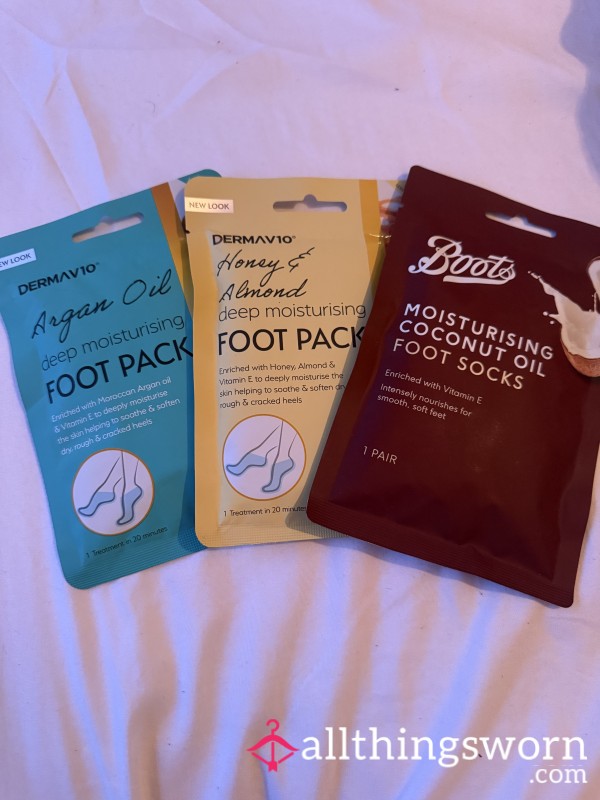 NEW LOOK
DERMAV10
Argan Oil
deep moisturising
FOOT PACK
Enriched with Moroccan Argan oil
& Vitamin E to deeply moisturise
the skin helping to soothe & soften
dry, rough & cracked heels
1 Treatment in 20 minutes
NEW LOOK
DERMAV10
Honey &
Almond
deep moisturising
FOOT PACK
Enriched with Honey, Almond &
Vitamin E to deeply moisturise the
skin helping to soothe & soften dry
rough & cracked heels
1 Treatment in 20 minutes
Boots
MOISTURISING
COCONUT OIL
FOOT SOCKS
Enriched with Vitamin E
Intensely nourishes for
smooth, soft feet
1 PAIR
allthingsworn
.com